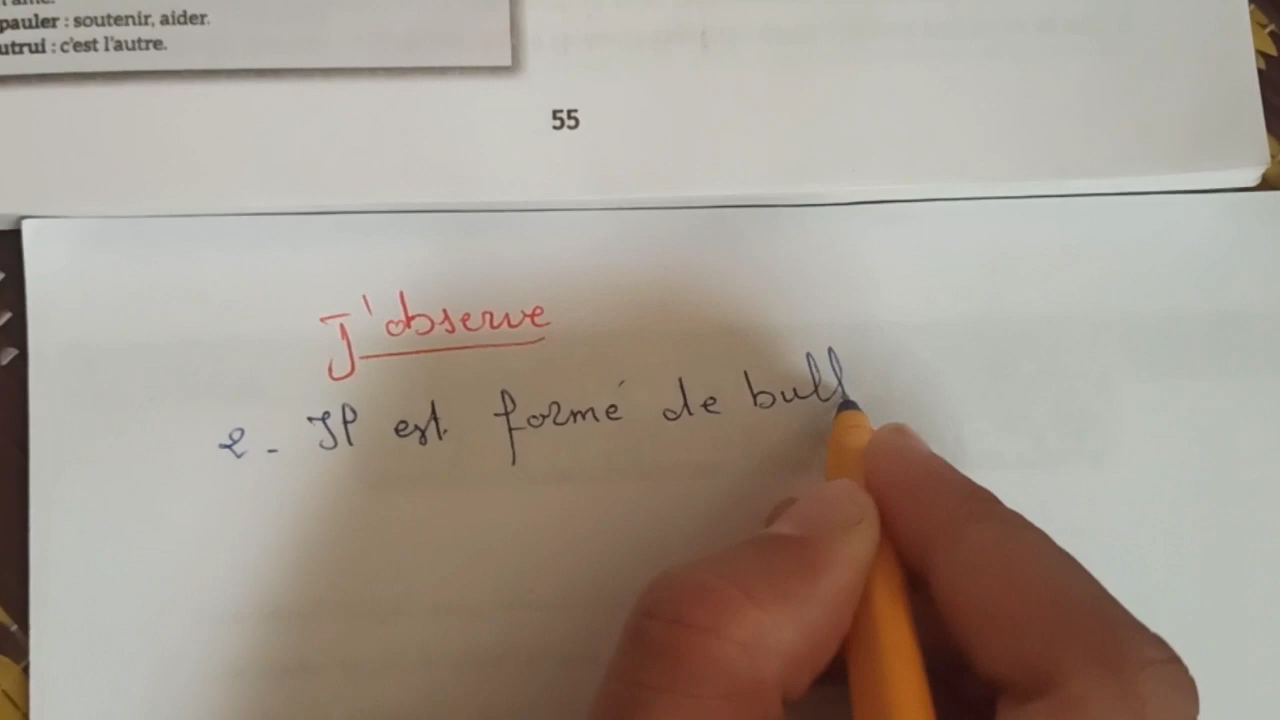 pauler : soutenir, aider.
utrui : c'est l'autre.
55
J'observe
2 - Il est formé de bull